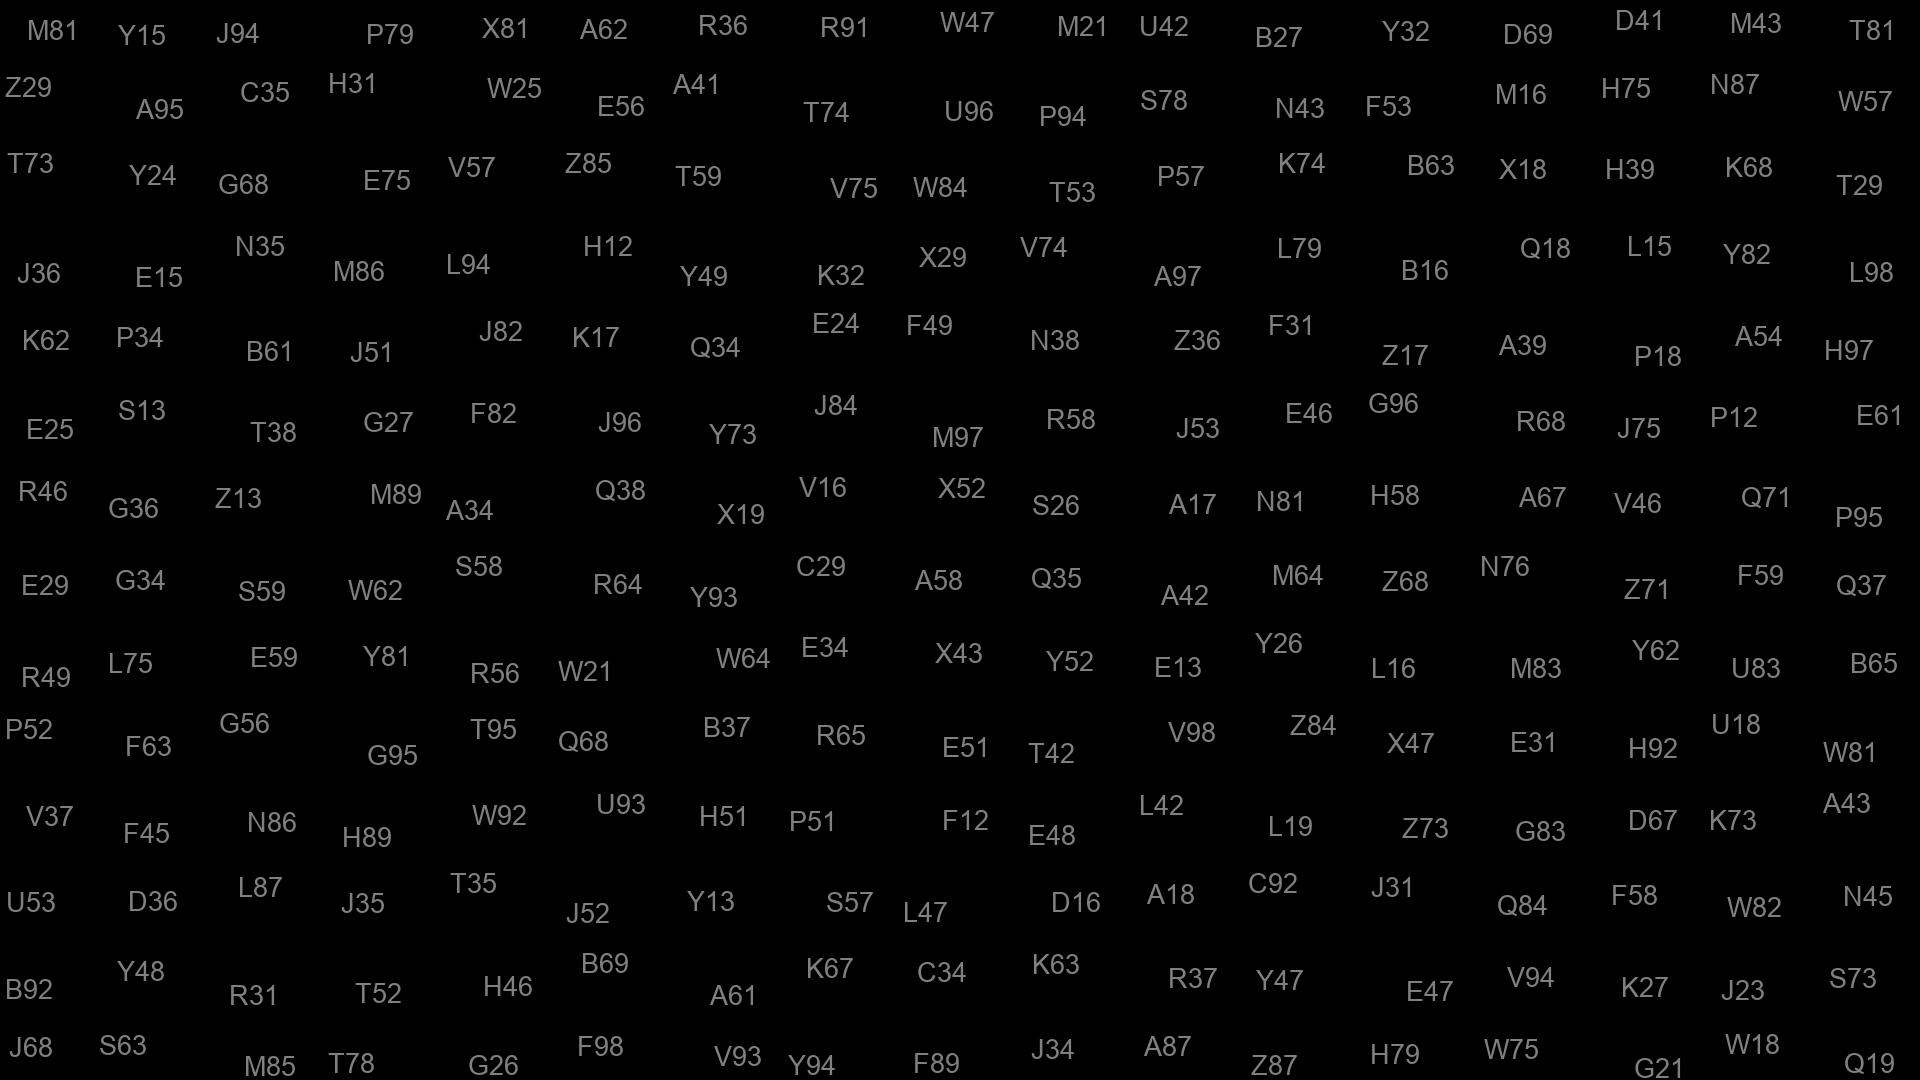 M81 Y15 J94 P79 X81 A62 R36 R91 W47 M21 U42 B27 Y32 D69 D41 M43 T81
Z29 A95 C35 H31 W25 E56 A41 T74 U96 P94 S78 N43 F53 M16 H75 N87 W57
T73 Y24 G68 E75 V57 Z85 T59 V75 W84 T53 P57 K74 B63 X18 H39 K68 T29
J36 E15 N35 M86 L94 H12 Y49 K32 X29 V74 A97 L79 B16 Q18 L15 Y82 L98
K62 P34 B61 J51 J82 K17 Q34 E24 F49 N38 Z36 F31 Z17 A39 P18 A54 H97
E25 S13 T38 G27 F82 J96 Y73 J84 M97 R58 J53 E46 G96 R68 J75 P12 E61
R46 G36 Z13 M89 A34 Q38 X19 V16 X52 S26 A17 N81 H58 A67 V46 Q71 P95
E29 G34 S59 W62 S58 R64 Y93 C29 A58 Q35 A42 M64 Z68 N76 Z71 F59 Q37
R49 L75 E59 Y81 R56 W21 W64 E34 X43 Y52 E13 Y26 L16 M83 Y62 U83 B65
P52 F63 G56 G95 T95 Q68 B37 R65 E51 T42 V98 Z84 X47 E31 H92 U18 W81
V37 F45 N86 H89 W92 U93 H51 P51 F12 E48 L42 L19 Z73 G83 D67 K73 A43
U53 D36 L87 J35 T35 J52 Y13 S57 L47 D16 A18 C92 J31 Q84 F58 W82 N45
B92 Y48 R31 T52 H46 B69 A61 K67 C34 K63 R37 Y47 E47 V94 K27 J23 S73
J68 S63 M85 T78 G26 F98 V93 Y94 F89 J34 A87 Z87 H79 W75 G21 W18 Q19